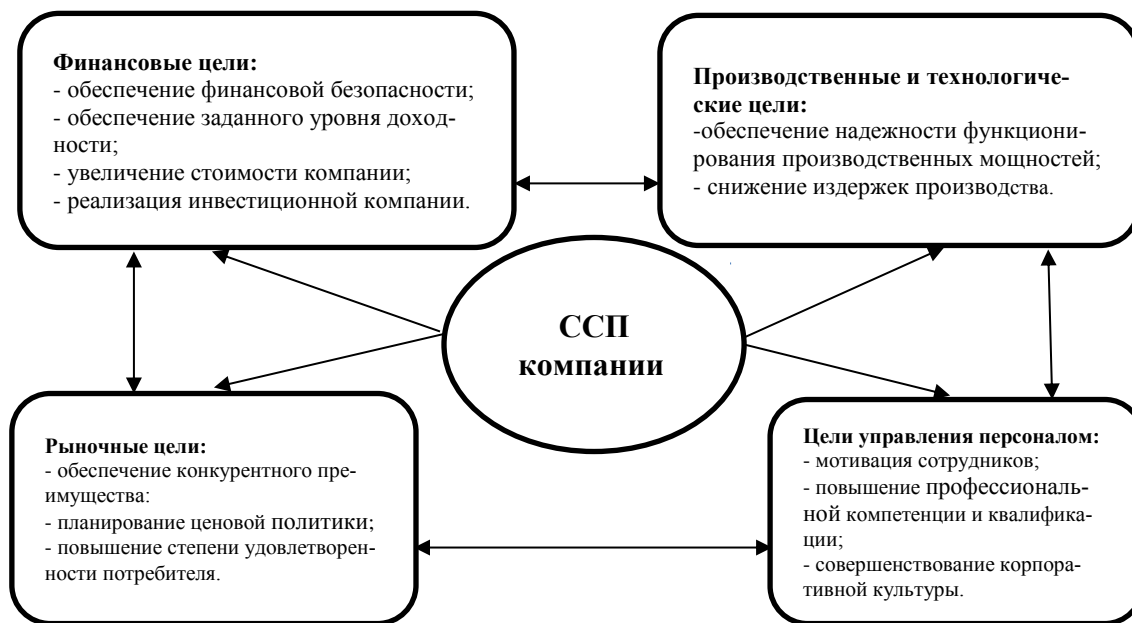 Финансовые цели:
- обеспечение финансовой безопасности;
- обеспечение заданного уровня доход-
ности;
- увеличение стоимости компании;
- реализация инвестиционной компании.
Производственные и технологиче-
ские цели:
-обеспечение надежности функциони-
рования производственных мощностей;
- снижение издержек производства.
ССП
компании
Рыночные цели:
- обеспечение конкурентного пре-
имущества:
- планирование ценовой политики;
- повышение степени удовлетворен-
ности потребителя.
Цели управления персоналом:
- мотивация сотрудников;
- повышение профессиональ-
ной компетенции и квалифика-
ции;
- совершенствование корпора-
тивной культуры.